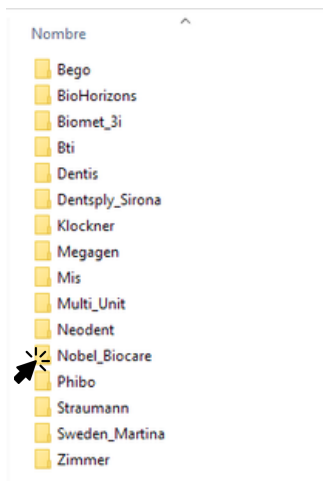 Nombre
Bego
BioHorizons
Biomet_3i
Bti
Dentis
Dentsply_Sirona
Klockner
Megagen
Mis
Multi_Unit
Neodent
Nobel_Biocare
Phibo
Straumann
Sweden_Martina
Zimmer